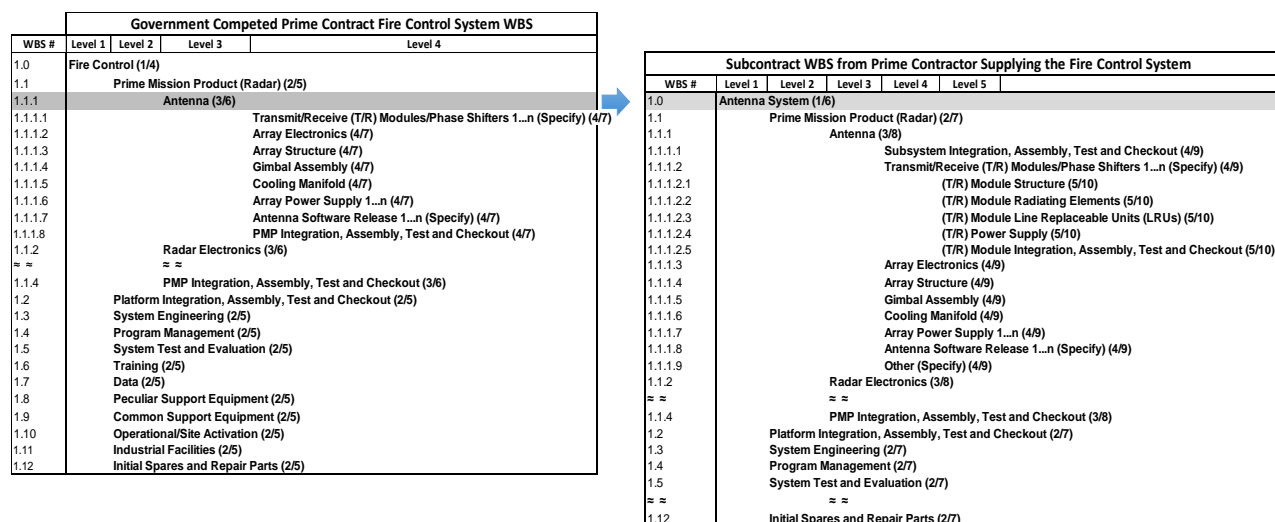 Government Competed Prime Contract Fire Control System WBS
WBS # Level 1 Level 2 Level 3 Level 4
1.0 Fire Control (1/4)
1.1 Prime Mission Product (Radar) (2/5)
1.1.1 Antenna (3/6)
1.1.1.1 Transmit/Receive (T/R) Modules/Phase Shifters 1...n (Specify) (4/7)
1.1.1.2 Array Electronics (4/7)
1.1.1.3 Array Structure (4/7)
1.1.1.4 Gimbal Assembly (4/7)
1.1.1.5 Cooling Manifold (4/7)
1.1.1.6 Array Power Supply 1...n (4/7)
1.1.1.7 Antenna Software Release 1...n (Specify) (4/7)
1.1.1.8 PMP Integration, Assembly, Test and Checkout (4/7)
1.1.2 Radar Electronics (3/6)
≈ ≈ ≈ ≈
1.1.4 PMP Integration, Assembly, Test and Checkout (3/6)
1.2 Platform Integration, Assembly, Test and Checkout (2/5)
1.3 System Engineering (2/5)
1.4 Program Management (2/5)
1.5 System Test and Evaluation (2/5)
1.6 Training (2/5)
1.7 Data (2/5)
1.8 Peculiar Support Equipment (2/5)
1.9 Common Support Equipment (2/5)
1.10 Operational/Site Activation (2/5)
1.11 Industrial Facilities (2/5)
1.12 Initial Spares and Repair Parts (2/5)
Subcontract WBS from Prime Contractor Supplying the Fire Control System
WBS # Level 1 Level 2 Level 3 Level 4 Level 5
1.0 Antenna System (1/6)
1.1 Prime Mission Product (Radar) (2/7)
1.1.1 Antenna (3/8)
1.1.1.1 Subsystem Integration, Assembly, Test and Checkout (4/9)
1.1.1.2 Transmit/Receive (T/R) Modules/Phase Shifters 1...n (Specify) (4/9)
1.1.1.2.1 (T/R) Module Structure (5/10)
1.1.1.2.2 (T/R) Module Radiating Elements (5/10)
1.1.1.2.3 (T/R) Module Line Replaceable Units (LRUs) (5/10)
1.1.1.2.4 (T/R) Power Supply (5/10)
1.1.1.2.5 (T/R) Module Integration, Assembly, Test and Checkout (5/10)
1.1.1.3 Array Electronics (4/9)
1.1.1.4 Array Structure (4/9)
1.1.1.5 Gimbal Assembly (4/9)
1.1.1.6 Cooling Manifold (4/9)
1.1.1.7 Array Power Supply 1...n (4/9)
1.1.1.8 Antenna Software Release 1...n (Specify) (4/9)
1.1.1.9 Other (Specify) (4/9)
1.1.2 Radar Electronics (3/8)
≈ ≈ ≈ ≈
1.1.4 PMP Integration, Assembly, Test and Checkout (3/8)
1.2 Platform Integration, Assembly, Test and Checkout (2/7)
1.3 System Engineering (2/7)
1.4 Program Management (2/7)
1.5 System Test and Evaluation (2/7)
≈ ≈ ≈ ≈
1.12 Initial Spares and Repair Parts (2/7)